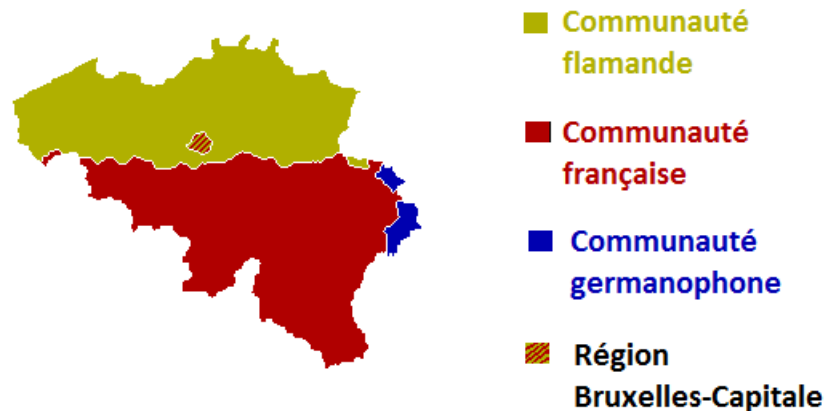 Communauté
flamande
Communauté
française
Communauté
germanophone
Région
Bruxelles-Capitale